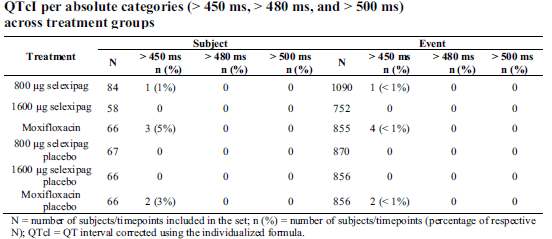 QTcI per absolute categories (> 450 ms, > 480 ms, and > 500 ms)
across treatment groups
Subject Event
Treatment N > 450 ms n (%) > 480 ms n (%) > 500 ms n (%) N > 450 ms n (%) > 480 ms n (%) > 500 ms n (%)
800 µg selexipag 84 1 (1%) 0 0 1090 1 (< 1%) 0 0
1600 µg selexipag 58 0 0 0 752 0 0 0
Moxifloxacin 66 3 (5%) 0 0 855 4 (< 1%) 0 0
800 µg selexipag placebo 67 0 0 0 870 0 0 0
1600 µg selexipag placebo 66 0 0 0 856 0 0 0
Moxifloxacin placebo 66 2 (3%) 0 0 856 2 (< 1%) 0 0
N = number of subjects/timepoints included in the set; n (%) = number of subjects/timepoints (percentage of respective
N); QTcI = QT interval corrected using the individualized formula.